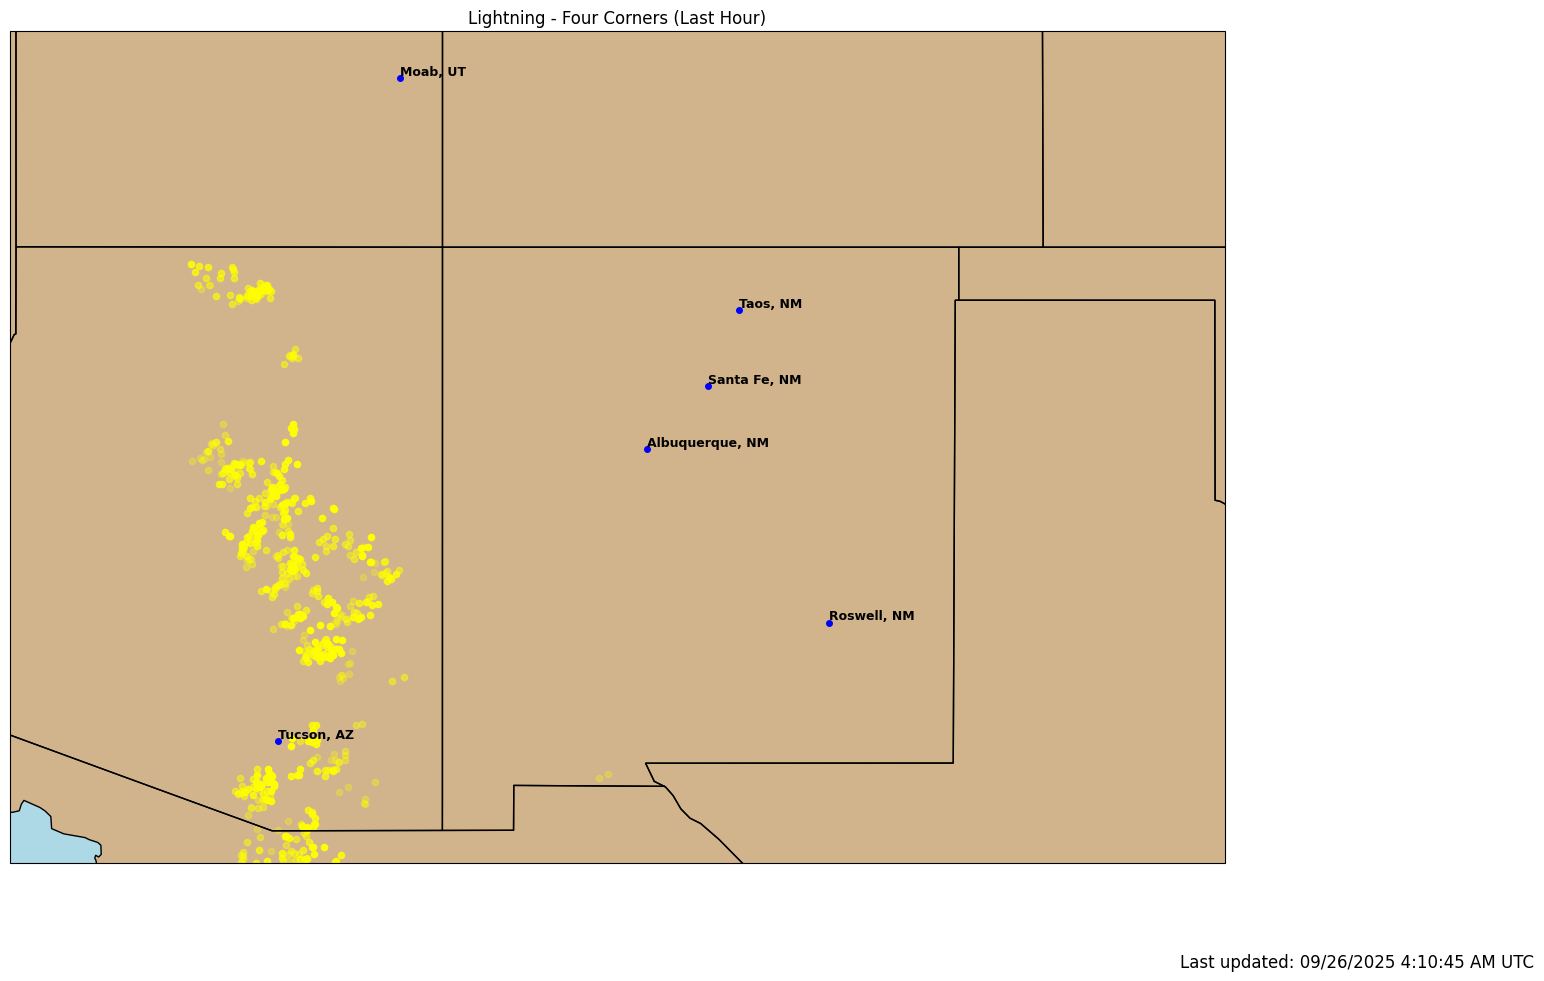 Lightning - Four Corners (Last Hour)
Moab, UT
Taos, NM
Santa Fe, NM
Albuquerque, NM
Roswell, NM
Tucson, AZ
Last updated: 09/26/2025 4:10:45 AM UTC